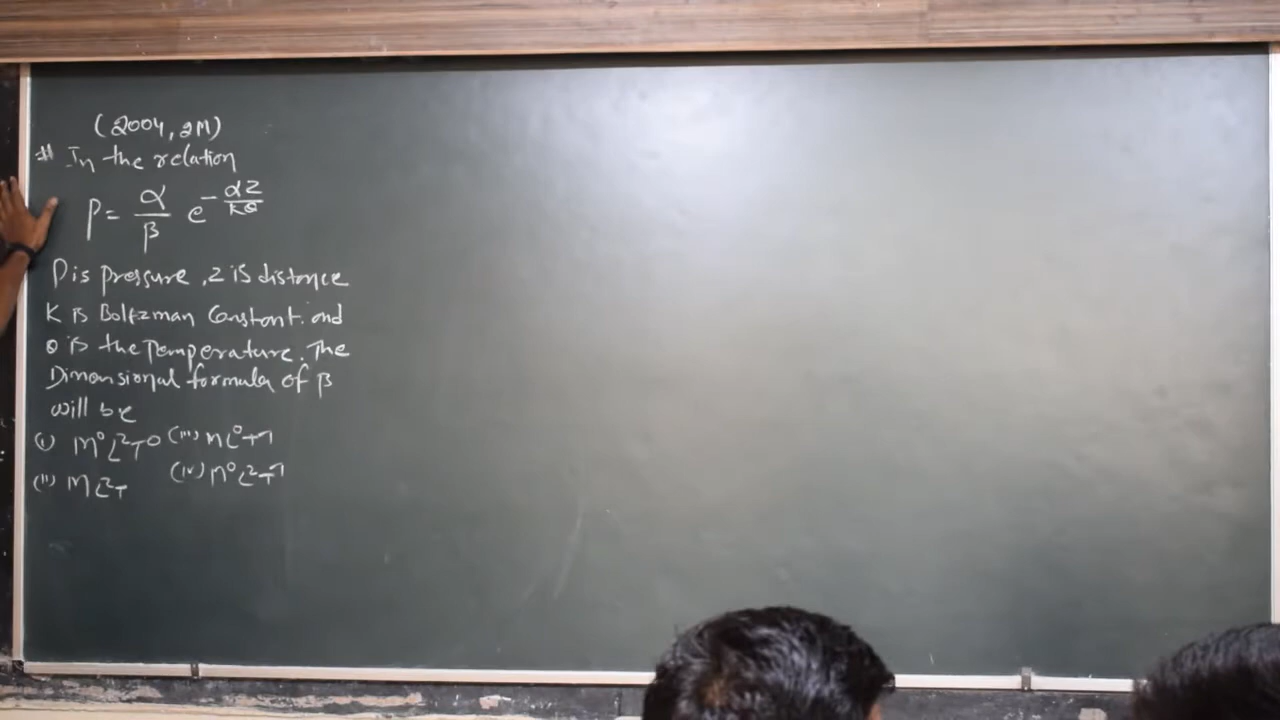 (2004, 2M)
# In the relation
P = α/β e^-αZ/Kθ
P is pressure, Z is distance
K is Boltzman Constant. and
θ is the Temperature. The
Dimensional formula of β
will be
(i) M⁰L²T⁰ (iii) ML⁰T⁻¹
(ii) ML²T (iv) M⁰L²T⁻¹